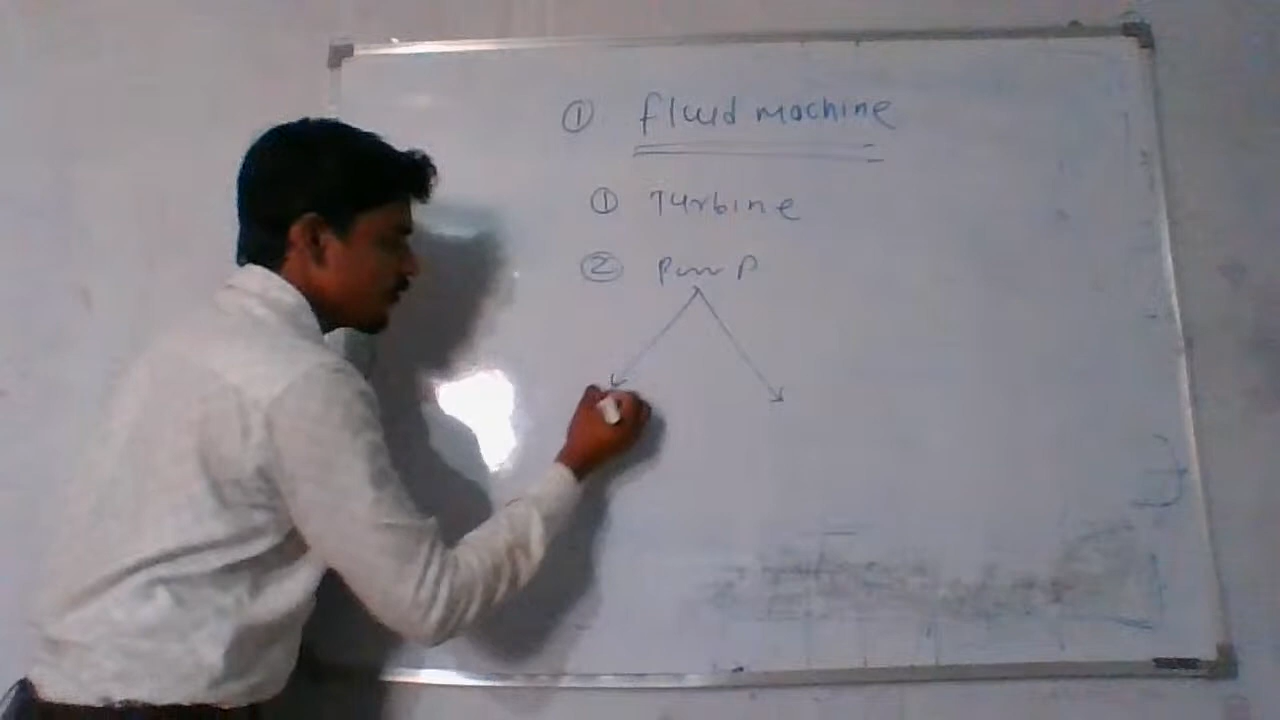 ① fluid machine
① Turbine
② Pump